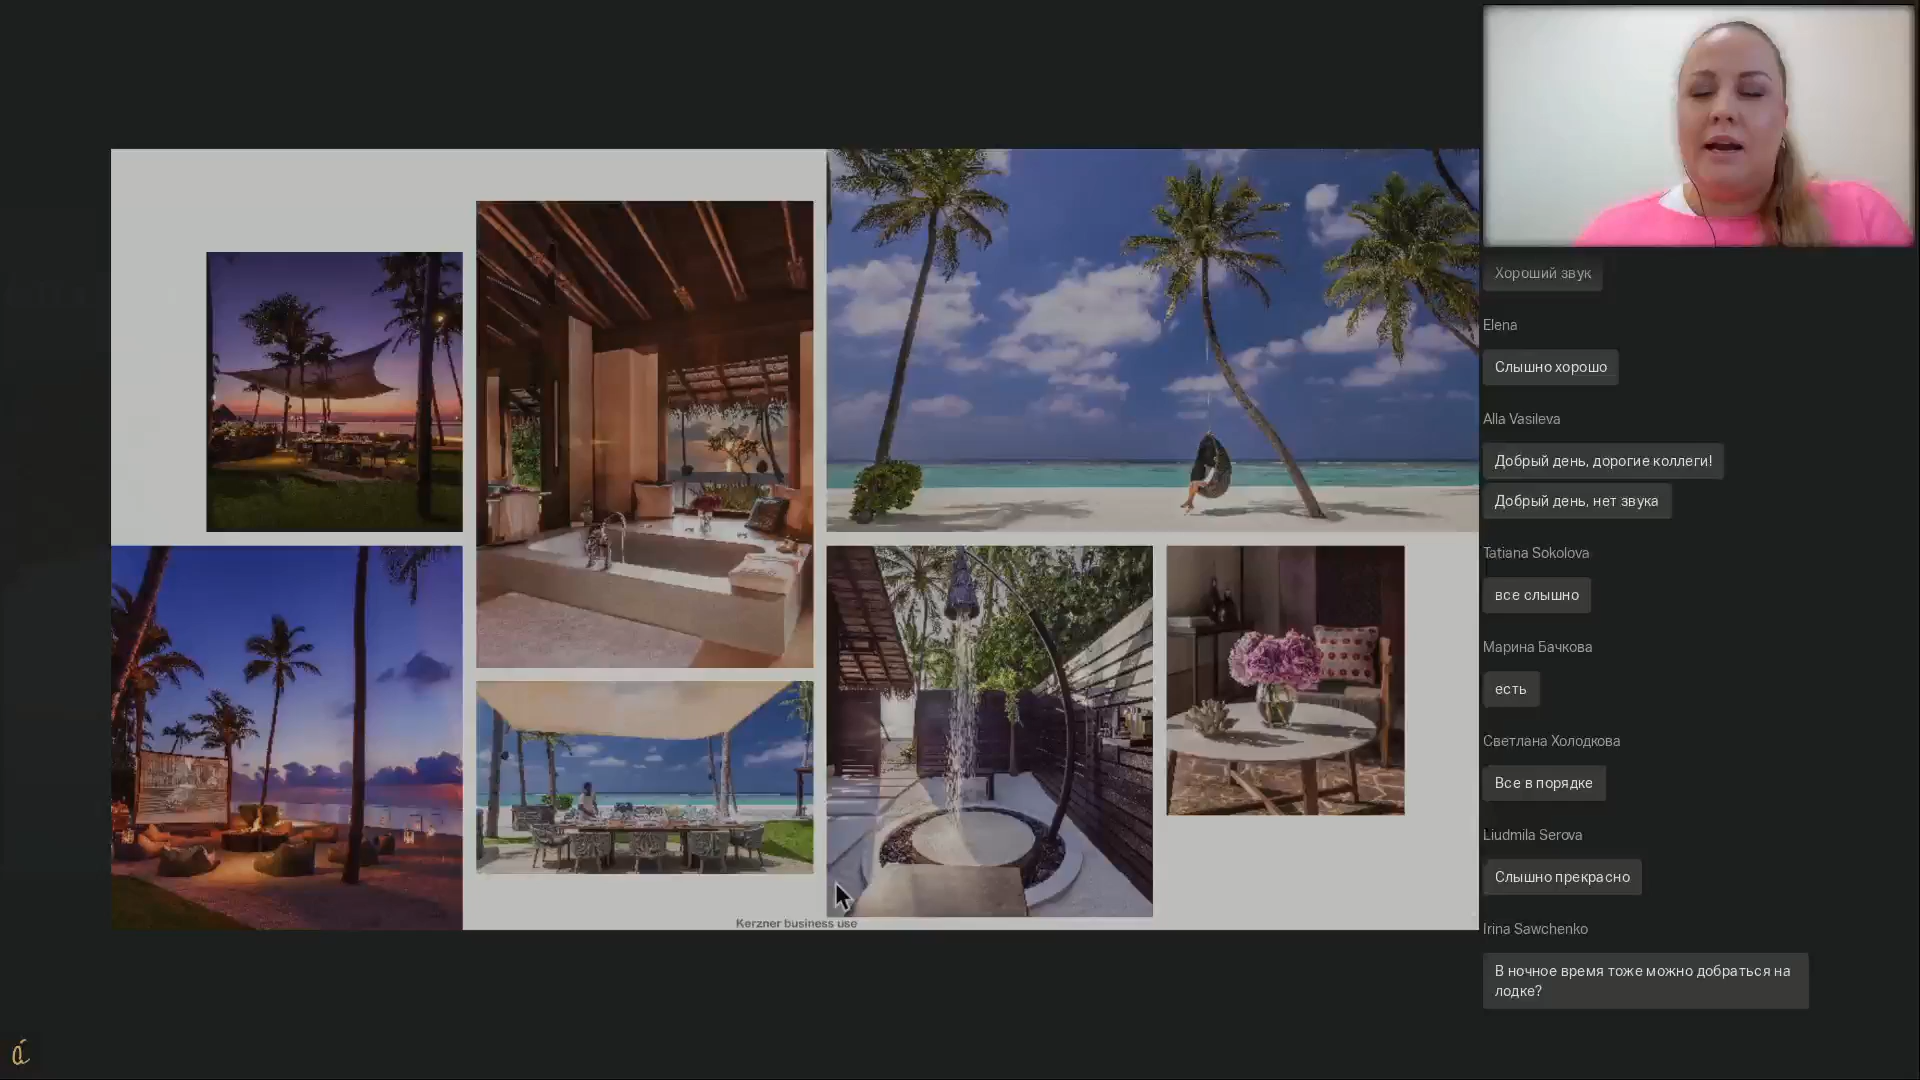 Хороший звук
Elena
Слышно хорошо
Alla Vasileva
Добрый день, дорогие коллеги!
Добрый день, нет звука
Tatiana Sokolova
все слышно
Марина Бачкова
есть
Светлана Холодкова
Все в порядке
Liudmila Serova
Слышно прекрасно
Irina Sawchenko
В ночное время тоже можно добраться на
лодке?
Kerzner business use
á